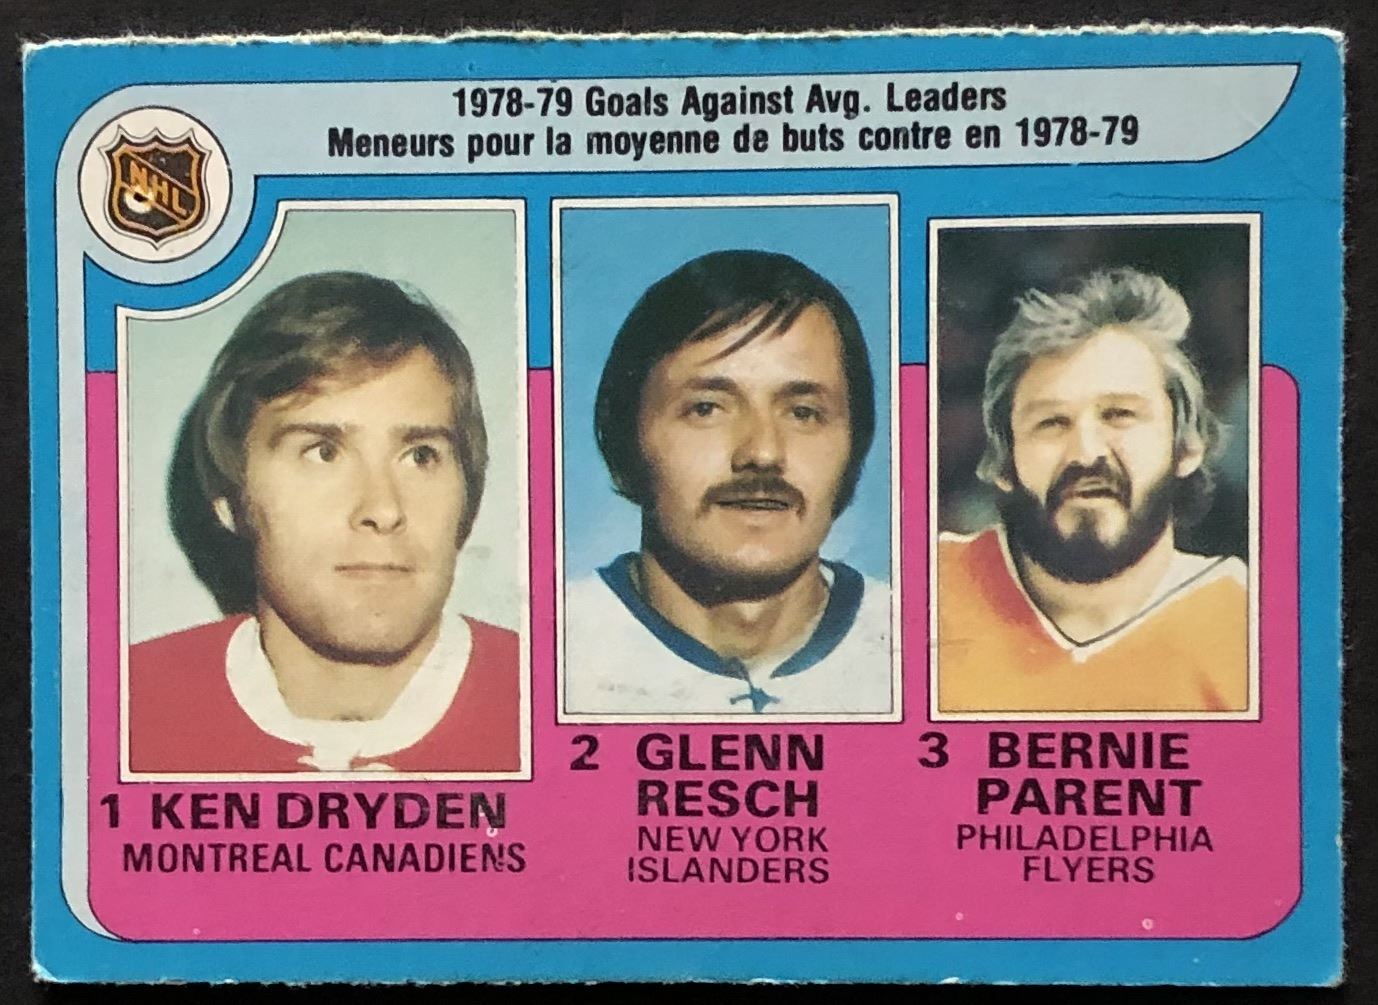 1978-79 Goals Against Avg. Leaders
Meneurs pour la moyenne de buts contre en 1978-79
NHL
1 KEN DRYDEN
MONTREAL CANADIENS
2 GLENN
RESCH
NEW YORK
ISLANDERS
3 BERNIE
PARENT
PHILADELPHIA
FLYERS